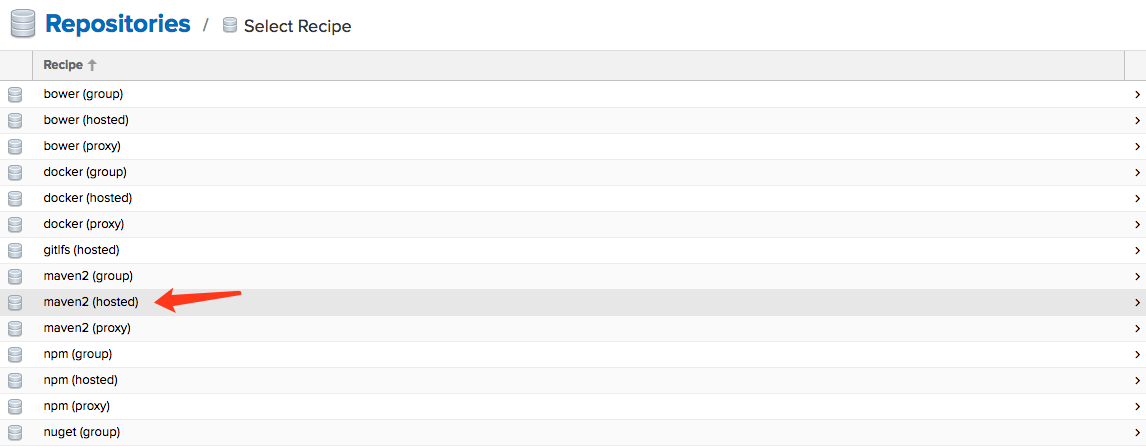 Repositories / Select Recipe
Recipe
bower (group)
bower (hosted)
bower (proxy)
docker (group)
docker (hosted)
docker (proxy)
gitlfs (hosted)
maven2 (group)
maven2 (hosted)
maven2 (proxy)
npm (group)
npm (hosted)
npm (proxy)
nuget (group)